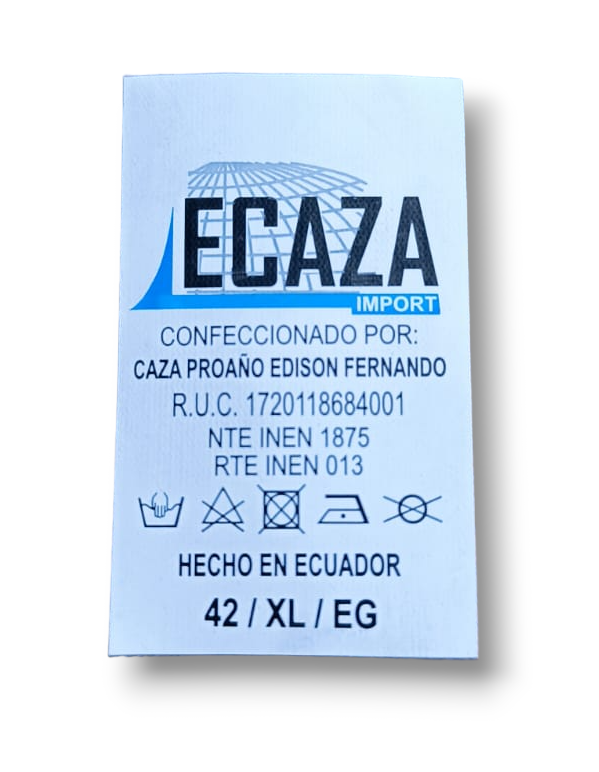 ECAZA
IMPORT
CONFECCIONADO POR:
CAZA PROAÑO EDISON FERNANDO
R.U.C. 1720118684001
NTE INEN 1875
RTE INEN 013
HECHO EN ECUADOR
42 / XL / EG